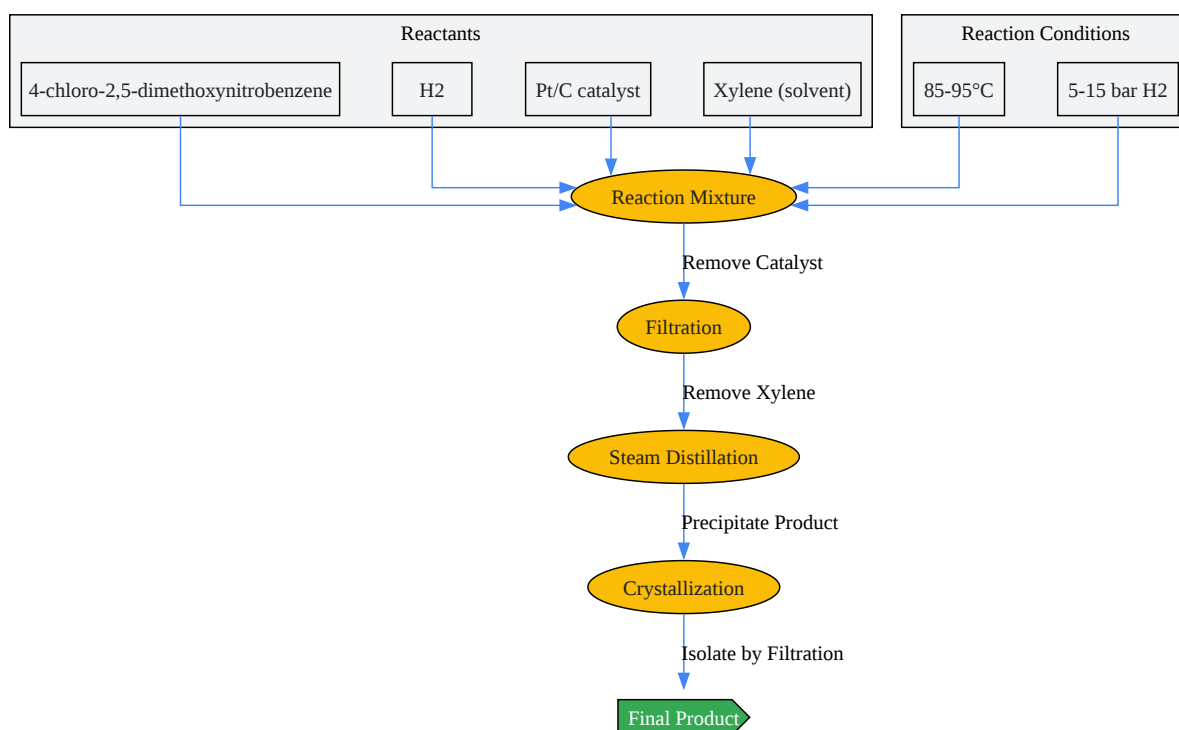 Reactants
Reaction Conditions
4-chloro-2,5-dimethoxynitrobenzene
H2
Pt/C catalyst
Xylene (solvent)
85-95°C
5-15 bar H2
Reaction Mixture
Remove Catalyst
Filtration
Remove Xylene
Steam Distillation
Precipitate Product
Crystallization
Isolate by Filtration
Final Product